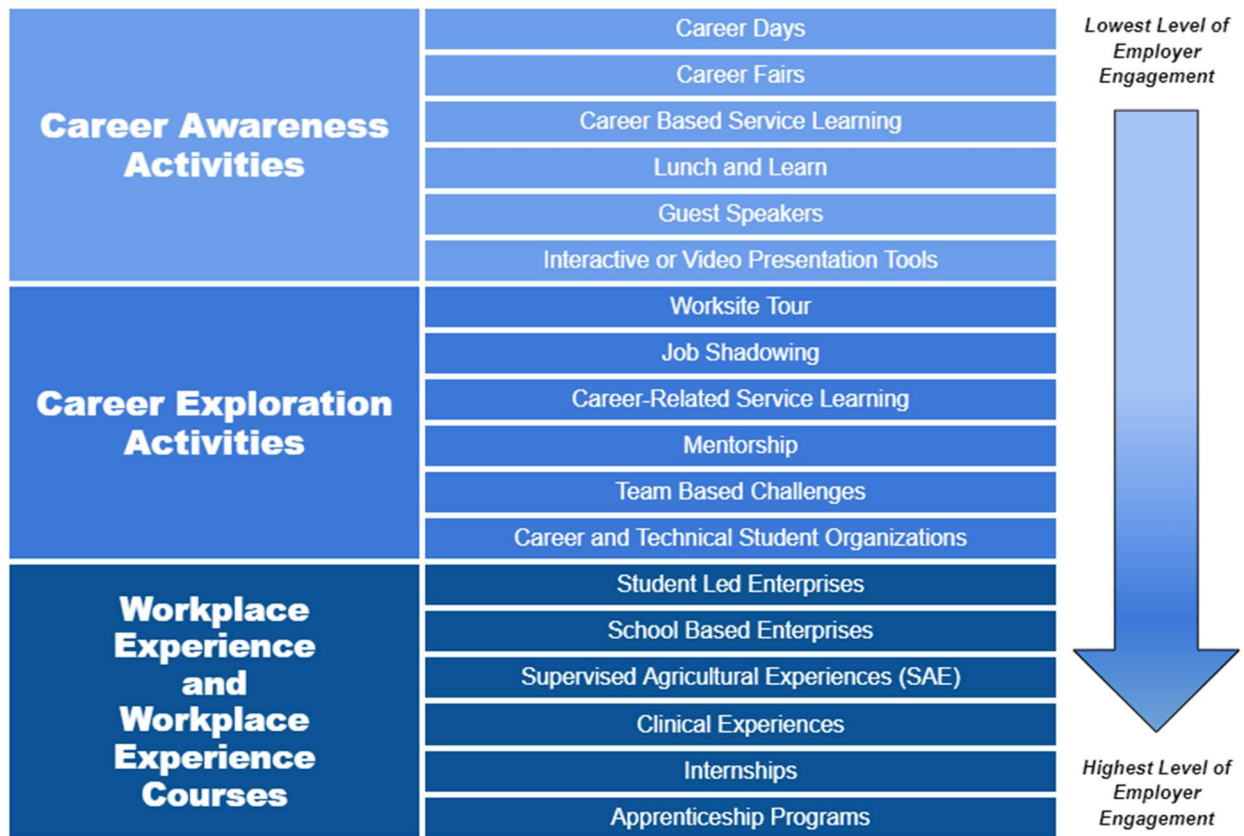 Career Awareness
Activities
Career Days
Career Fairs
Career Based Service Learning
Lunch and Learn
Guest Speakers
Interactive or Video Presentation Tools
Career Exploration
Activities
Worksite Tour
Job Shadowing
Career-Related Service Learning
Mentorship
Team Based Challenges
Career and Technical Student Organizations
Workplace
Experience
and
Workplace
Experience
Courses
Student Led Enterprises
School Based Enterprises
Supervised Agricultural Experiences (SAE)
Clinical Experiences
Internships
Apprenticeship Programs
Lowest Level of
Employer
Engagement
Highest Level of
Employer
Engagement